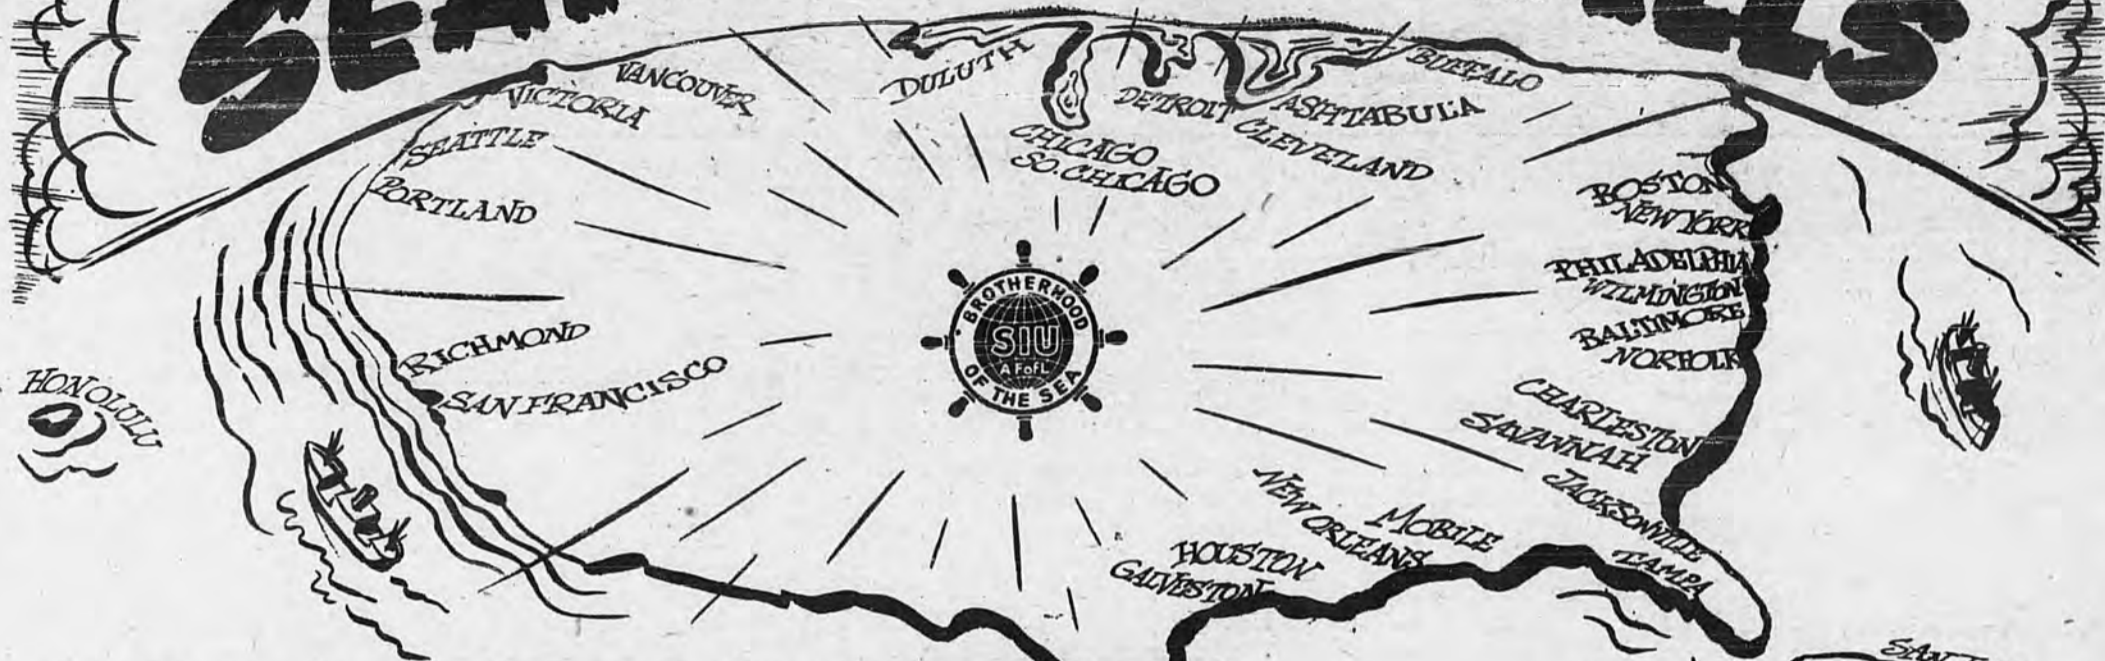 VANCOUVER
VICTORIA
SEATTLE
PORTLAND
DULUTH
CHICAGO
SO. CHICAGO
DETROIT
CLEVELAND
ASHTABULA
BUFFALO
BOSTON
NEW YORK
PHILADELPHIA
WILMINGTON
BALTIMORE
NORFOLK
CHARLESTON
SAVANNAH
JACKSONVILLE
TAMPA
MOBILE
NEW ORLEANS
HOUSTON
GALVESTON
RICHMOND
SAN FRANCISCO
HONOLULU
BROTHERHOOD
SIU
A F of L
OF THE SEA
SAN